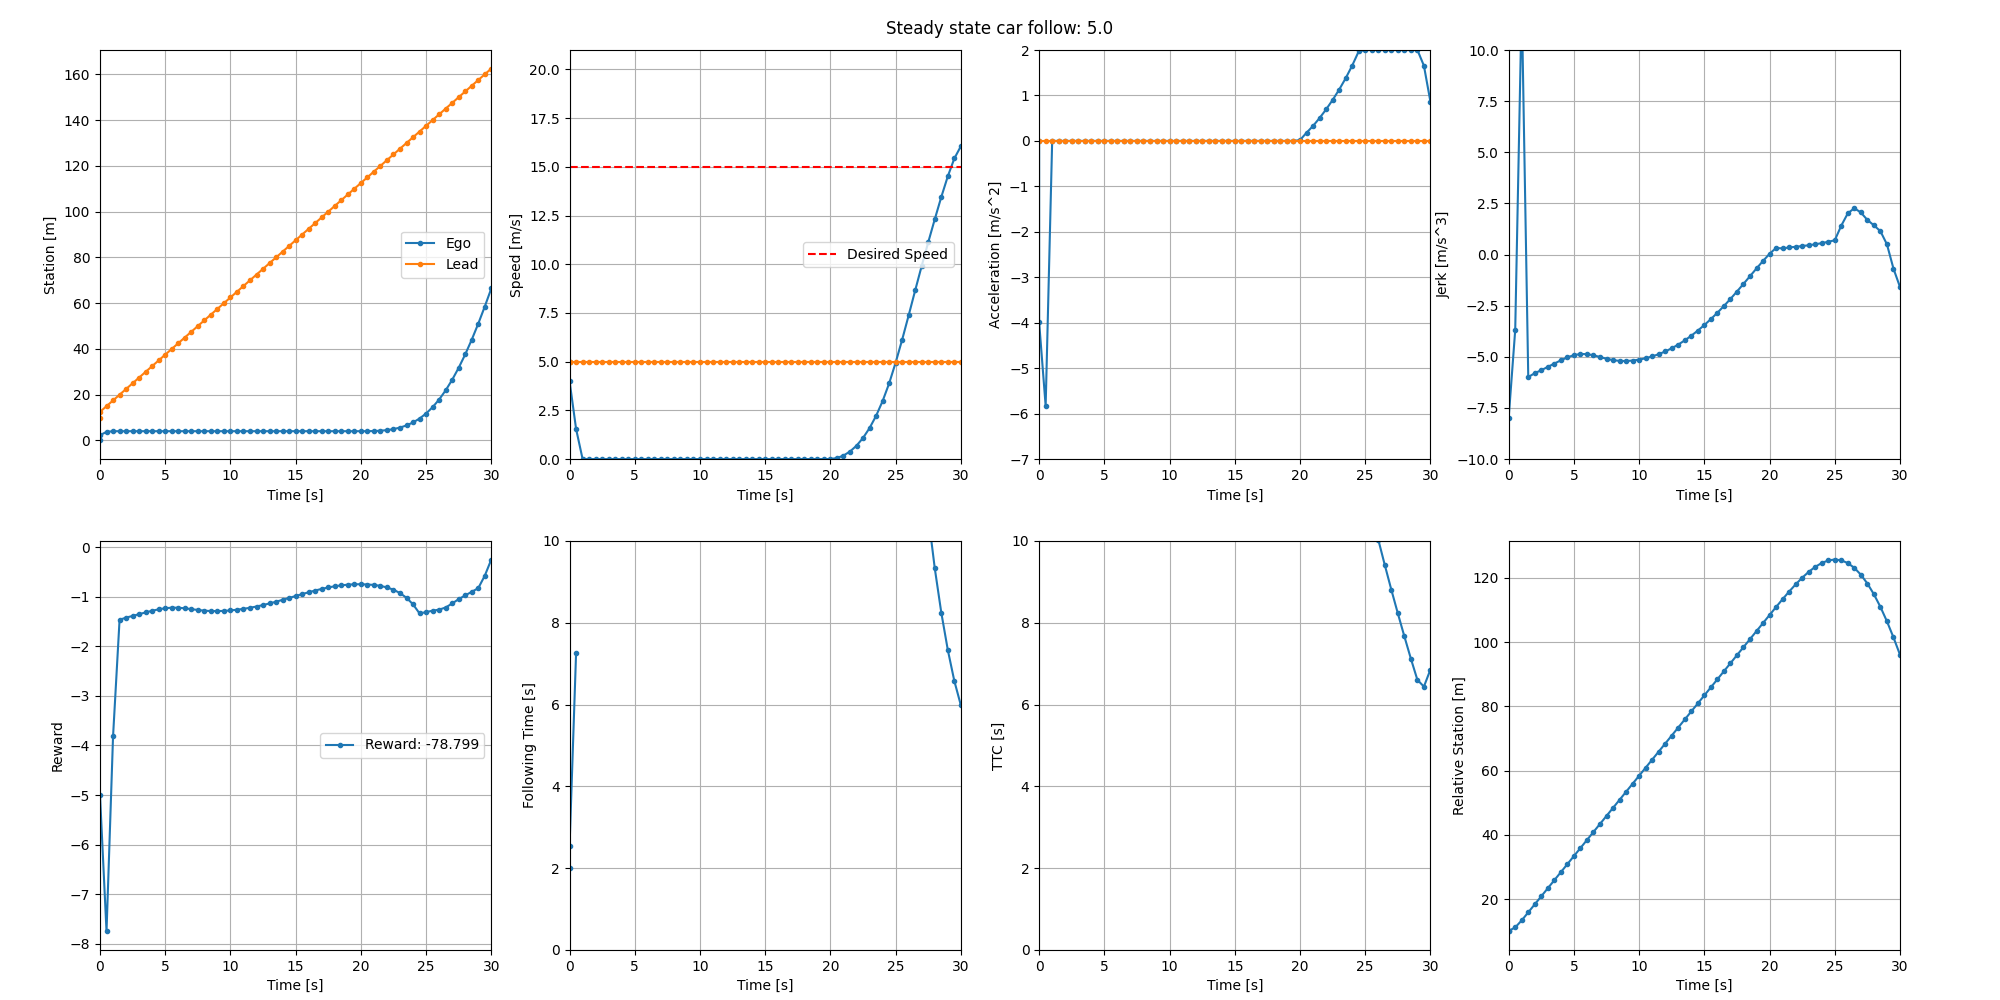 Steady state car follow: 5.0
Station [m]
160
140
120
100
80
60
40
20
0
Ego
Lead
0 5 10 15 20 25 30
Time [s]
Speed [m/s]
20.0
17.5
15.0
12.5
10.0
7.5
5.0
2.5
0.0
Desired Speed
0 5 10 15 20 25 30
Time [s]
Acceleration [m/s^2]
2
1
0
−1
−2
−3
−4
−5
−6
−7
0 5 10 15 20 25 30
Time [s]
Jerk [m/s^3]
10.0
7.5
5.0
2.5
0.0
−2.5
−5.0
−7.5
−10.0
0 5 10 15 20 25 30
Time [s]
Reward
0
−1
−2
−3
−4
−5
−6
−7
−8
Reward: -78.799
0 5 10 15 20 25 30
Time [s]
Following Time [s]
10
8
6
4
2
0
0 5 10 15 20 25 30
Time [s]
TTC [s]
10
8
6
4
2
0
0 5 10 15 20 25 30
Time [s]
Relative Station [m]
120
100
80
60
40
20
0 5 10 15 20 25 30
Time [s]